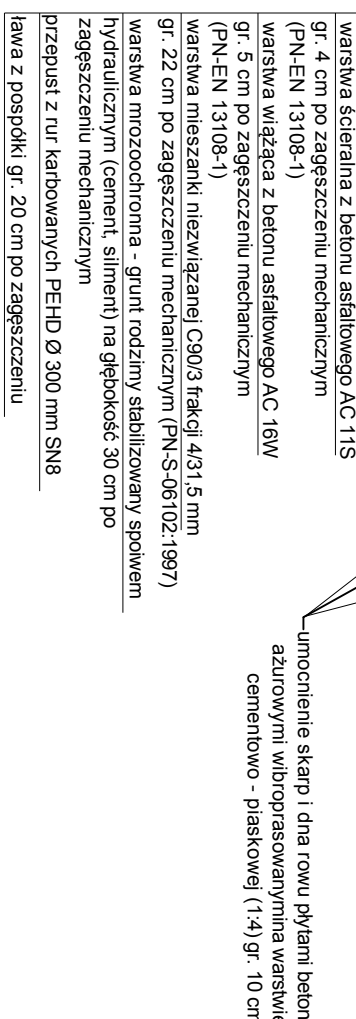 warstwa ścieralna z betonu asfaltowego AC 11S
gr. 4 cm po zagęszczeniu mechanicznym
(PN-EN 13108-1)
warstwa wiążąca z betonu asfaltowego AC 16W
gr. 5 cm po zagęszczeniu mechanicznym
(PN-EN 13108-1)
warstwa mieszanki niezwiązanej C90/3 frakcji 4/31,5 mm
gr. 22 cm po zagęszczeniu mechanicznym (PN-S-06102:1997)
warstwa mrozoochronna - grunt rodzimy stabilizowany spoiwem
hydraulicznym (cement, silment) na głębokość 30 cm po
zagęszczeniu mechanicznym
przepust z rur karbowanych PEHD Ø 300 mm SN8
ława z pospółki gr. 20 cm po zagęszczeniu
umocnienie skarp i dna rowu płytami beton
ażurowymi wibroprasowanymina warstwie
cementowo - piaskowej (1:4) gr. 10 cm